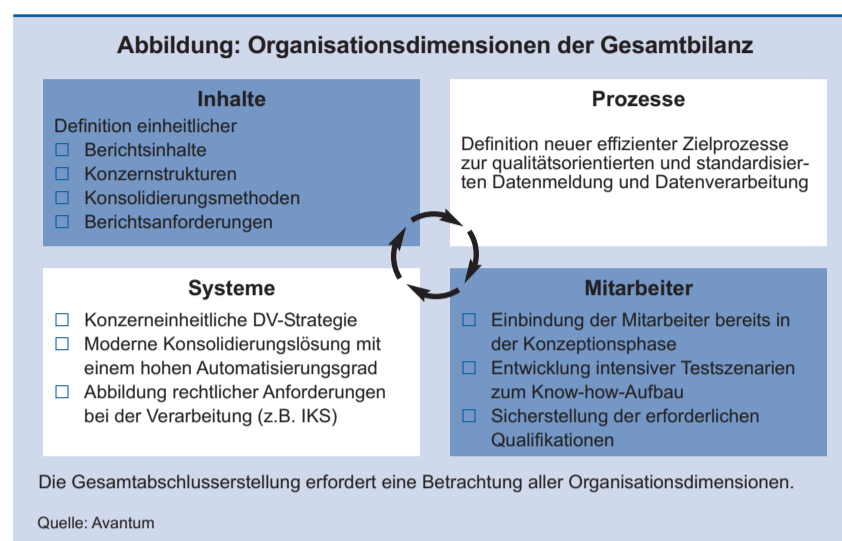 Abbildung: Organisationsdimensionen der Gesamtbilanz
Inhalte
Definition einheitlicher
Berichtsinhalte
Konzernstrukturen
Konsolidierungsmethoden
Berichtsanforderungen
Prozesse
Definition neuer effizienter Zielprozesse
zur qualitätsorientierten und standardisier-
ten Datenmeldung und Datenverarbeitung
Systeme
Konzerneinheitliche DV-Strategie
Moderne Konsolidierungslösung mit
einem hohen Automatisierungsgrad
Abbildung rechtlicher Anforderungen
bei der Verarbeitung (z.B. IKS)
Mitarbeiter
Einbindung der Mitarbeiter bereits in
der Konzeptionsphase
Entwicklung intensiver Testszenarien
zum Know-how-Aufbau
Sicherstellung der erforderlichen
Qualifikationen
Die Gesamtabschlusserstellung erfordert eine Betrachtung aller Organisationsdimensionen.
Quelle: Avantum